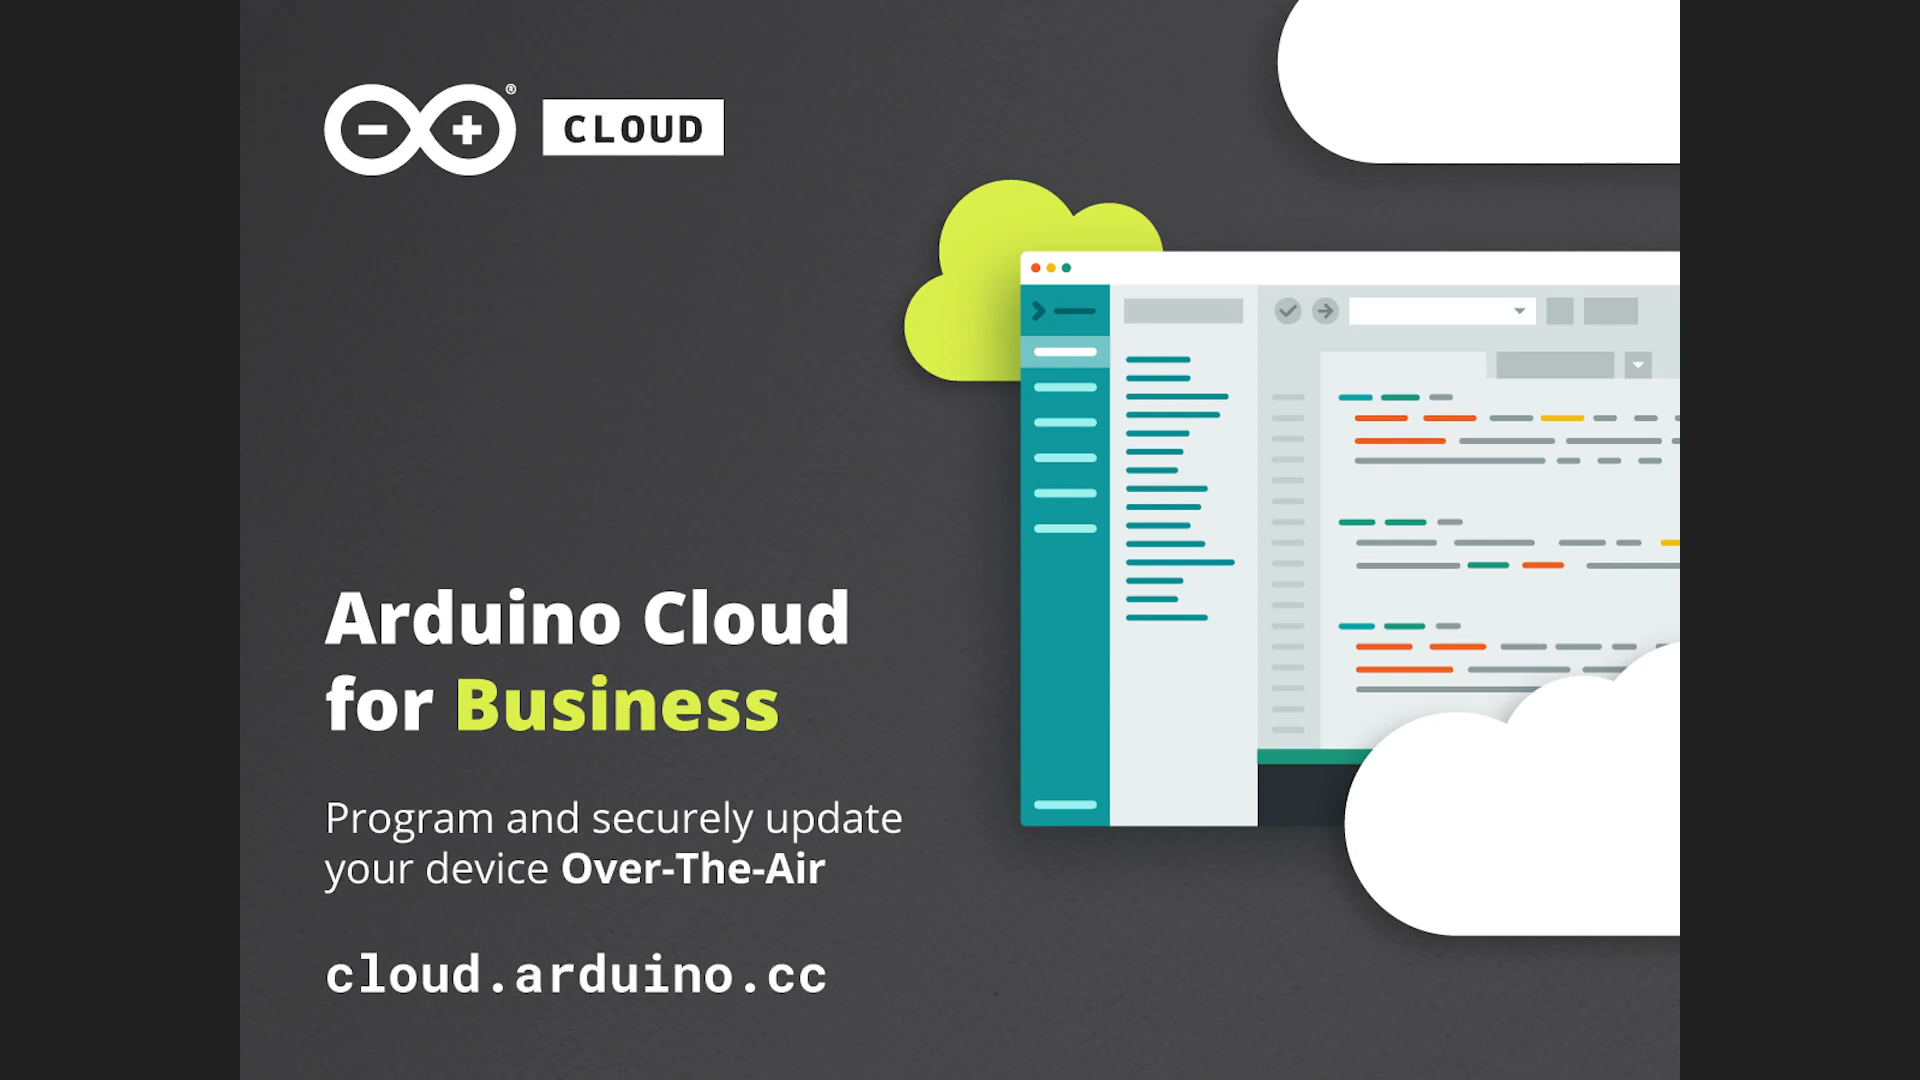 CLOUD
Arduino Cloud
for Business
Program and securely update
your device Over-The-Air
cloud.arduino.cc